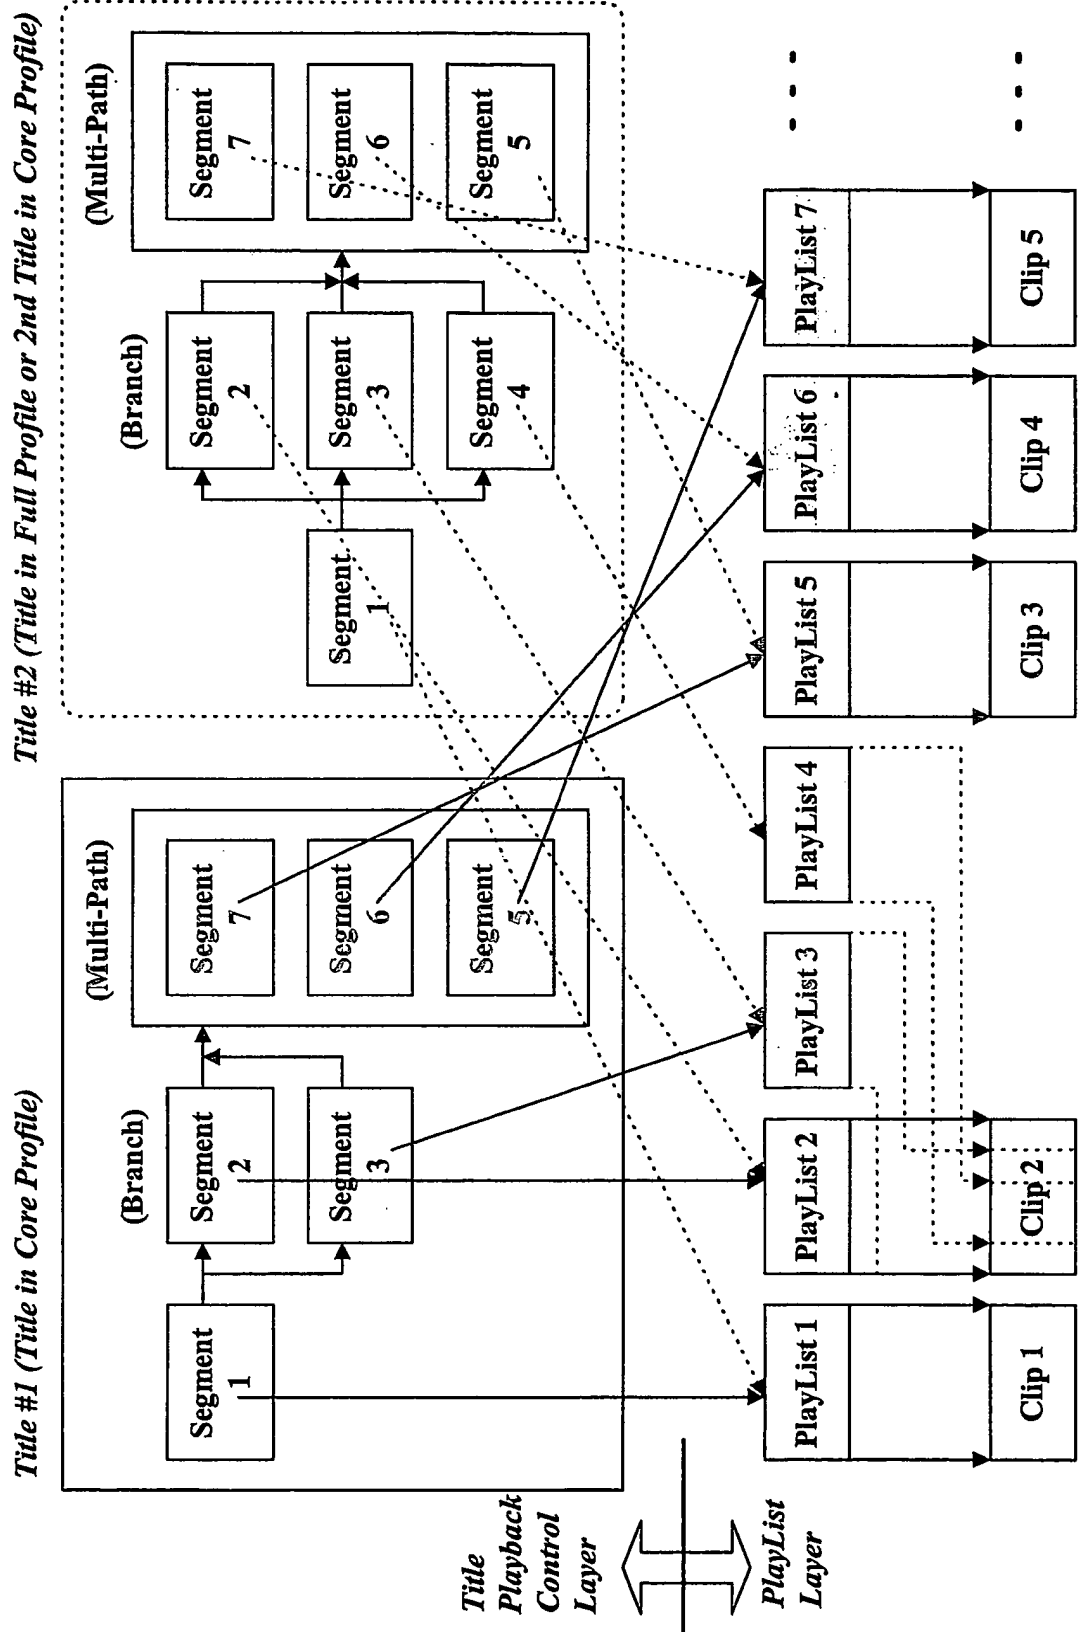 Title #1 (Title in Core Profile)
Title #2 (Title in Full Profile or 2nd Title in Core Profile)
(Branch)
(Multi-Path)
Segment
1
Segment
2
Segment
3
Segment
7
Segment
6
Segment
5
(Branch)
(Multi-Path)
Segment
1
Segment
2
Segment
3
Segment
4
Segment
7
Segment
6
Segment
5
Title
Playback
Control
Layer
PlayList
Layer
PlayList 1
PlayList 2
PlayList 3
PlayList 4
PlayList 5
PlayList 6
PlayList 7
Clip 1
Clip 2
Clip 3
Clip 4
Clip 5